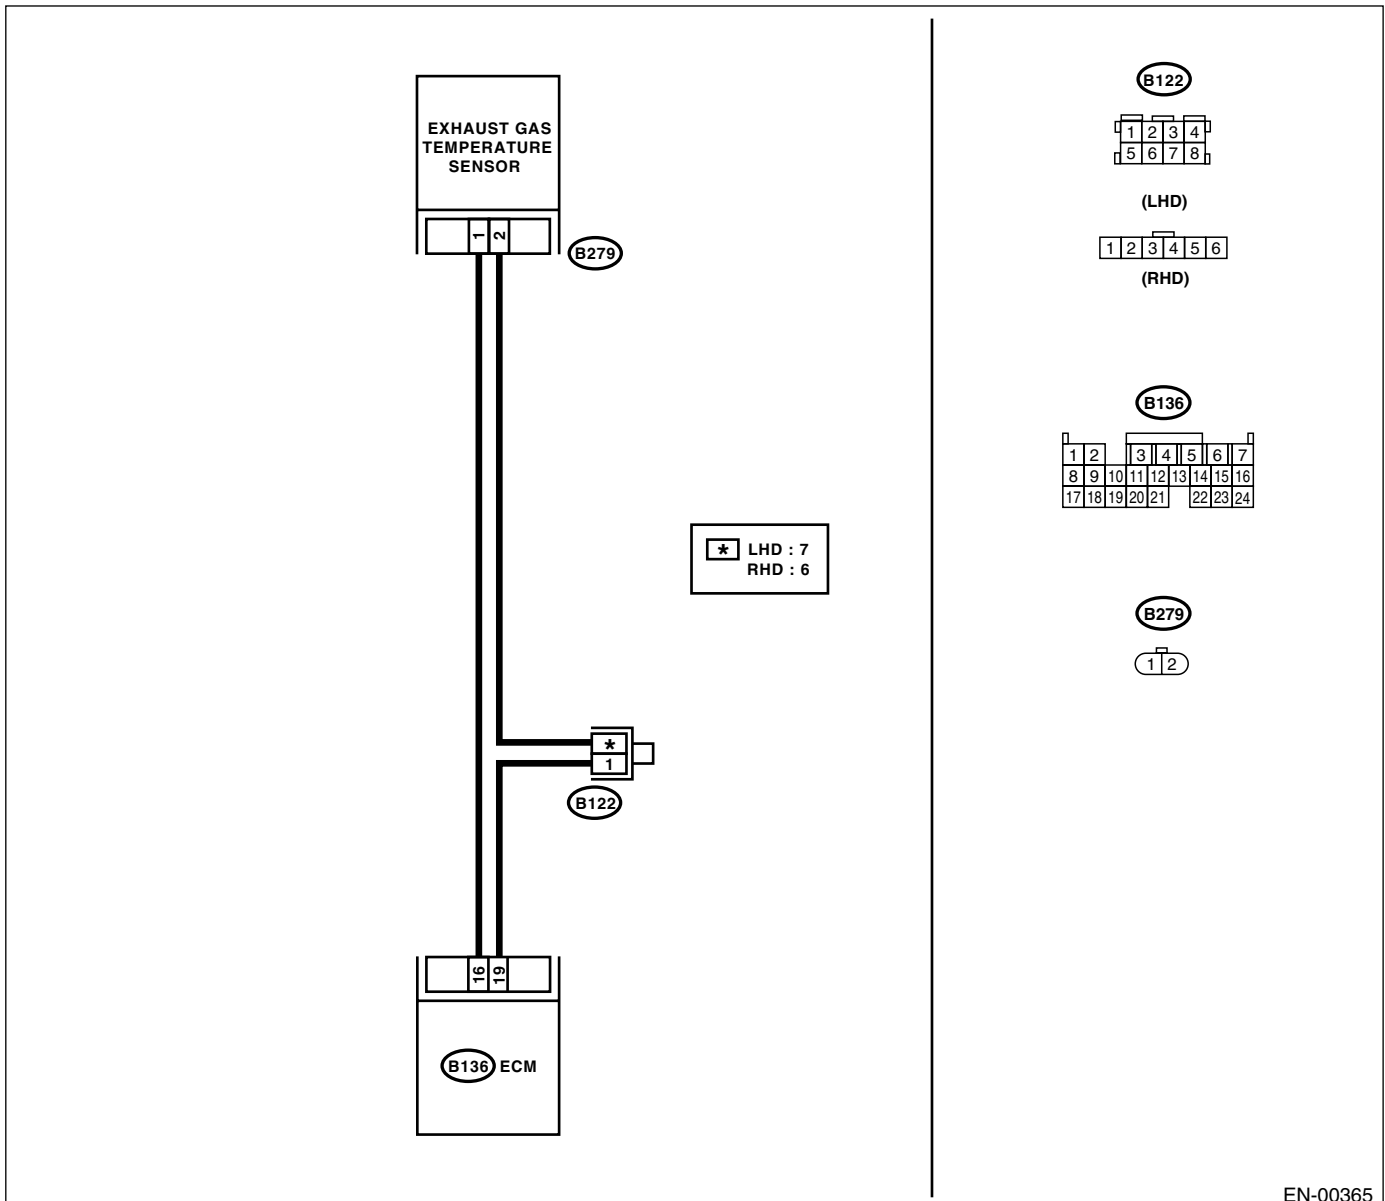 EXHAUST GAS
TEMPERATURE
SENSOR
1 2
B279
* LHD : 7
RHD : 6
*
1
B122
16 19
B136 ECM
B122
1 2 3 4
5 6 7 8
(LHD)
1 2 3 4 5 6
(RHD)
B136
1 2 3 4 5 6 7
8 9 10 11 12 13 14 15 16
17 18 19 20 21 22 23 24
B279
1 2
EN-00365